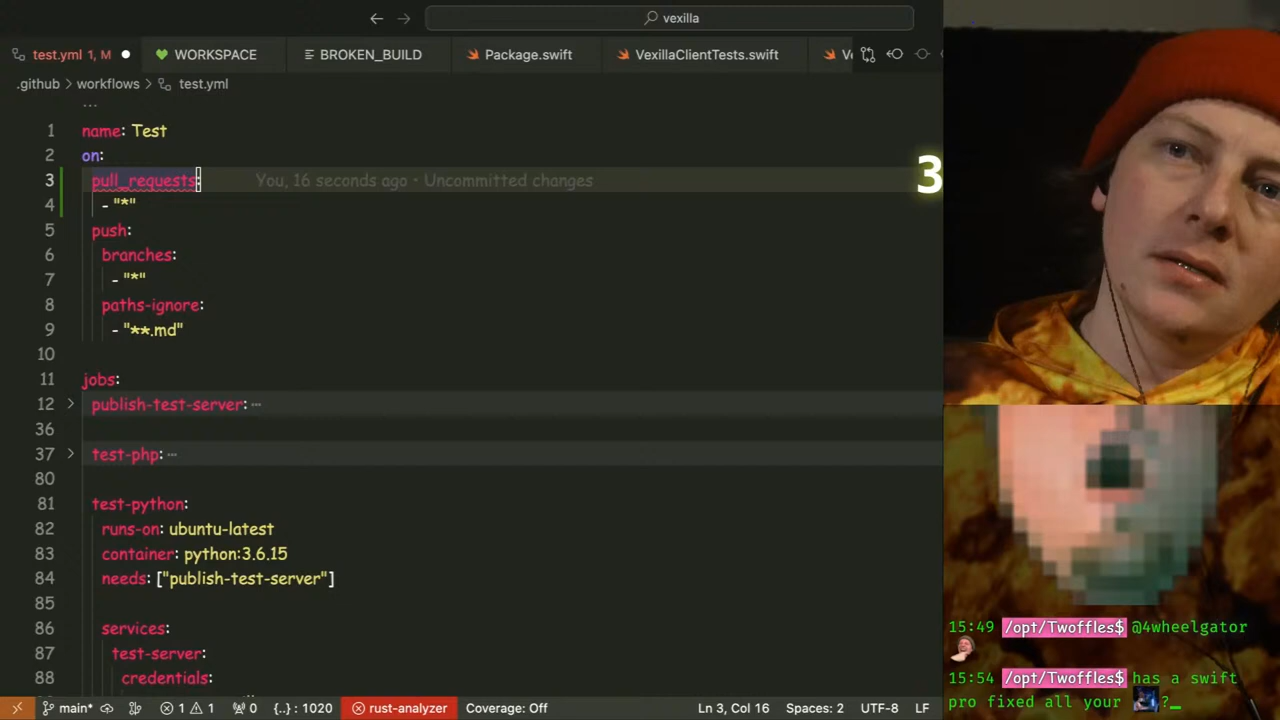 vexilla
test.yml 1, M
WORKSPACE
BROKEN_BUILD
Package.swift
VexillaClientTests.swift
.github > workflows > test.yml
...
1 name: Test
2 on:
3 pull_requests: You, 16 seconds ago • Uncommitted changes
4 - "*"
5 push:
6 branches:
7 - "*"
8 paths-ignore:
9 - "**.md"
10
11 jobs:
12 > publish-test-server: ...
36
37 > test-php: ...
80
81 test-python:
82 runs-on: ubuntu-latest
83 container: python:3.6.15
84 needs: ["publish-test-server"]
85
86 services:
87 test-server:
88 credentials:
3
15:49 /opt/Twoffles$ @4wheelgator
15:54 /opt/Twoffles$ has a swift
pro fixed all your ?_
main* 1 1 0 {..} : 1020 rust-analyzer Coverage: Off Ln 3, Col 16 Spaces: 2 UTF-8 LF